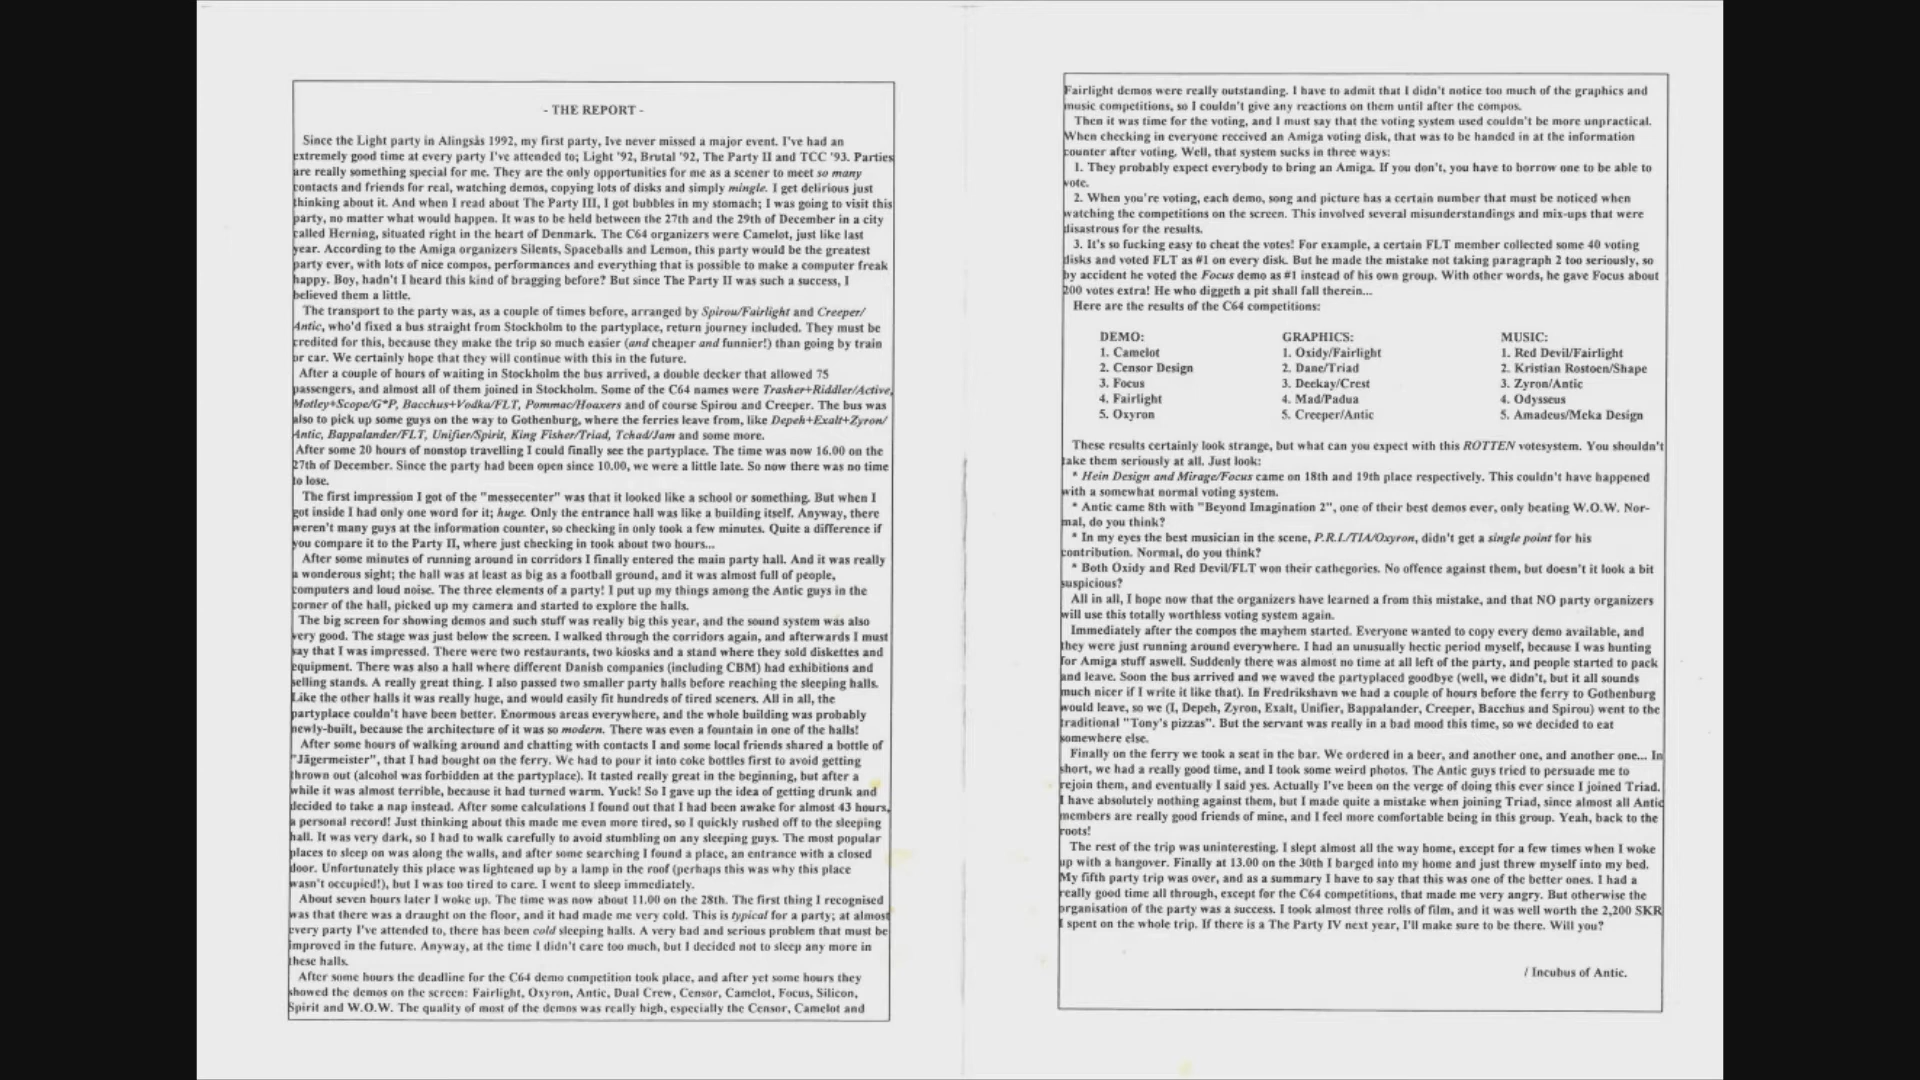 - THE REPORT -
Since the Light party in Alingsås 1992, my first party, Ive never missed a major event. I've had an
extremely good time at every party I've attended to; Light '92, Brutal '92, The Party II and TCC '93. Parties
are really something special for me. They are the only opportunities for me as a scener to meet so many
contacts and friends for real, watching demos, copying lots of disks and simply mingle. I get delirious just
thinking about it. And when I read about The Party III, I got bubbles in my stomach; I was going to visit this
party, no matter what would happen. It was to be held between the 27th and the 29th of December in a city
called Herning, situated right in the heart of Denmark. The C64 organizers were Camelot, just like last
year. According to the Amiga organizers Silents, Spaceballs and Lemon, this party would be the greatest
party ever, with lots of nice compos, performances and everything that is possible to make a computer freak
happy. Boy, hadn't I heard this kind of bragging before? But since The Party II was such a success, I
believed them a little.
The transport to the party was, as a couple of times before, arranged by Spirou/Fairlight and Creeper/
Antic, who'd fixed a bus straight from Stockholm to the partyplace, return journey included. They must be
credited for this, because they make the trip so much easier (and cheaper and funnier!) than going by train
or car. We certainly hope that they will continue with this in the future.
After a couple of hours of waiting in Stockholm the bus arrived, a double decker that allowed 75
passengers, and almost all of them joined in Stockholm. Some of the C64 names were Trasher+Riddler/Active,
Motley+Scope/G*P, Bacchus+Vodka/FLT, Pommac/Hoaxers and of course Spirou and Creeper. The bus was
also to pick up some guys on the way to Gothenburg, where the ferries leave from, like Depeh+Exalt+Zyron/
Antic, Bappalander/FLT, Unifier/Spirit, King Fisher/Triad, Tchad/Jam and some more.
After some 20 hours of nonstop travelling I could finally see the partyplace. The time was now 16.00 on the
27th of December. Since the party had been open since 10.00, we were a little late. So now there was no time
to lose.
The first impression I got of the "messecenter" was that it looked like a school or something. But when I
got inside I had only one word for it; huge. Only the entrance hall was like a building itself. Anyway, there
weren't many guys at the information counter, so checking in only took a few minutes. Quite a difference if
you compare it to the Party II, where just checking in took about two hours...
After some minutes of running around in corridors I finally entered the main party hall. And it was really
a wonderous sight; the hall was at least as big as a football ground, and it was almost full of people,
computers and loud noise. The three elements of a party! I put up my things among the Antic guys in the
corner of the hall, picked up my camera and started to explore the halls.
The big screen for showing demos and such stuff was really big this year, and the sound system was also
very good. The stage was just below the screen. I walked through the corridors again, and afterwards I must
say that I was impressed. There were two restaurants, two kiosks and a stand where they sold diskettes and
equipment. There was also a hall where different Danish companies (including CBM) had exhibitions and
selling stands. A really great thing. I also passed two smaller party halls before reaching the sleeping halls.
Like the other halls it was really huge, and would easily fit hundreds of tired sceners. All in all, the
partyplace couldn't have been better. Enormous areas everywhere, and the whole building was probably
newly-built, because the architecture of it was so modern. There was even a fountain in one of the halls!
After some hours of walking around and chatting with contacts I and some local friends shared a bottle of
"Jägermeister", that I had bought on the ferry. We had to pour it into coke bottles first to avoid getting
thrown out (alcohol was forbidden at the partyplace). It tasted really great in the beginning, but after a
while it was almost terrible, because it had turned warm. Yuck! So I gave up the idea of getting drunk and
decided to take a nap instead. After some calculations I found out that I had been awake for almost 43 hours,
a personal record! Just thinking about this made me even more tired, so I quickly rushed off to the sleeping
hall. It was very dark, so I had to walk carefully to avoid stumbling on any sleeping guys. The most popular
places to sleep on was along the walls, and after some searching I found a place, an entrance with a closed
door. Unfortunately this place was lightened up by a lamp in the roof (perhaps this was why this place
wasn't occupied!), but I was too tired to care. I went to sleep immediately.
About seven hours later I woke up. The time was now about 11.00 on the 28th. The first thing I recognised
was that there was a draught on the floor, and it had made me very cold. This is typical for a party; at almost
every party I've attended to, there has been cold sleeping halls. A very bad and serious problem that must be
improved in the future. Anyway, at the time I didn't care too much, but I decided not to sleep any more in
these halls.
After some hours the deadline for the C64 demo competition took place, and after yet some hours they
showed the demos on the screen: Fairlight, Oxyron, Antic, Dual Crew, Censor, Camelot, Focus, Silicon,
Spirit and W.O.W. The quality of most of the demos was really high, especially the Censor, Camelot and
Fairlight demos were really outstanding. I have to admit that I didn't notice too much of the graphics and
music competitions, so I couldn't give any reactions on them until after the compos.
Then it was time for the voting, and I must say that the voting system used couldn't be more unpractical.
When checking in everyone received an Amiga voting disk, that was to be handed in at the information
counter after voting. Well, that system sucks in three ways:
1. They probably expect everybody to bring an Amiga. If you don't, you have to borrow one to be able to
vote.
2. When you're voting, each demo, song and picture has a certain number that must be noticed when
watching the competitions on the screen. This involved several misunderstandings and mix-ups that were
disastrous for the results.
3. It's so fucking easy to cheat the votes! For example, a certain FLT member collected some 40 voting
disks and voted FLT as #1 on every disk. But he made the mistake not taking paragraph 2 too seriously, so
by accident he voted the Focus demo as #1 instead of his own group. With other words, he gave Focus about
200 votes extra! He who diggeth a pit shall fall therein...
Here are the results of the C64 competitions:
DEMO: GRAPHICS: MUSIC:
1. Camelot 1. Oxidy/Fairlight 1. Red Devil/Fairlight
2. Censor Design 2. Dane/Triad 2. Kristian Rostoen/Shape
3. Focus 3. Deekay/Crest 3. Zyron/Antic
4. Fairlight 4. Mad/Padua 4. Odysseus
5. Oxyron 5. Creeper/Antic 5. Amadeus/Meka Design
These results certainly look strange, but what can you expect with this ROTTEN votesystem. You shouldn't
take them seriously at all. Just look:
* Hein Design and Mirage/Focus came on 18th and 19th place respectively. This couldn't have happened
with a somewhat normal voting system.
* Antic came 8th with "Beyond Imagination 2", one of their best demos ever, only beating W.O.W. Nor-
mal, do you think?
* In my eyes the best musician in the scene, P.R.I./TIA/Oxyron, didn't get a single point for his
contribution. Normal, do you think?
* Both Oxidy and Red Devil/FLT won their cathegories. No offence against them, but doesn't it look a bit
suspicious?
All in all, I hope now that the organizers have learned a from this mistake, and that NO party organizers
will use this totally worthless voting system again.
Immediately after the compos the mayhem started. Everyone wanted to copy every demo available, and
they were just running around everywhere. I had an unusually hectic period myself, because I was hunting
for Amiga stuff aswell. Suddenly there was almost no time at all left of the party, and people started to pack
and leave. Soon the bus arrived and we waved the partyplaced goodbye (well, we didn't, but it all sounds
much nicer if I write it like that). In Fredrikshavn we had a couple of hours before the ferry to Gothenburg
would leave, so we (I, Depeh, Zyron, Exalt, Unifier, Bappalander, Creeper, Bacchus and Spirou) went to the
traditional "Tony's pizzas". But the servant was really in a bad mood this time, so we decided to eat
somewhere else.
Finally on the ferry we took a seat in the bar. We ordered in a beer, and another one, and another one... In
short, we had a really good time, and I took some weird photos. The Antic guys tried to persuade me to
rejoin them, and eventually I said yes. Actually I've been on the verge of doing this ever since I joined Triad.
I have absolutely nothing against them, but I made quite a mistake when joining Triad, since almost all Antic
members are really good friends of mine, and I feel more comfortable being in this group. Yeah, back to the
roots!
The rest of the trip was uninteresting. I slept almost all the way home, except for a few times when I woke
up with a hangover. Finally at 13.00 on the 30th I barged into my home and just threw myself into my bed.
My fifth party trip was over, and as a summary I have to say that this was one of the better ones. I had a
really good time all through, except for the C64 competitions, that made me very angry. But otherwise the
organisation of the party was a success. I took almost three rolls of film, and it was well worth the 2,200 SKR
I spent on the whole trip. If there is a The Party IV next year, I'll make sure to be there. Will you?
/ Incubus of Antic.